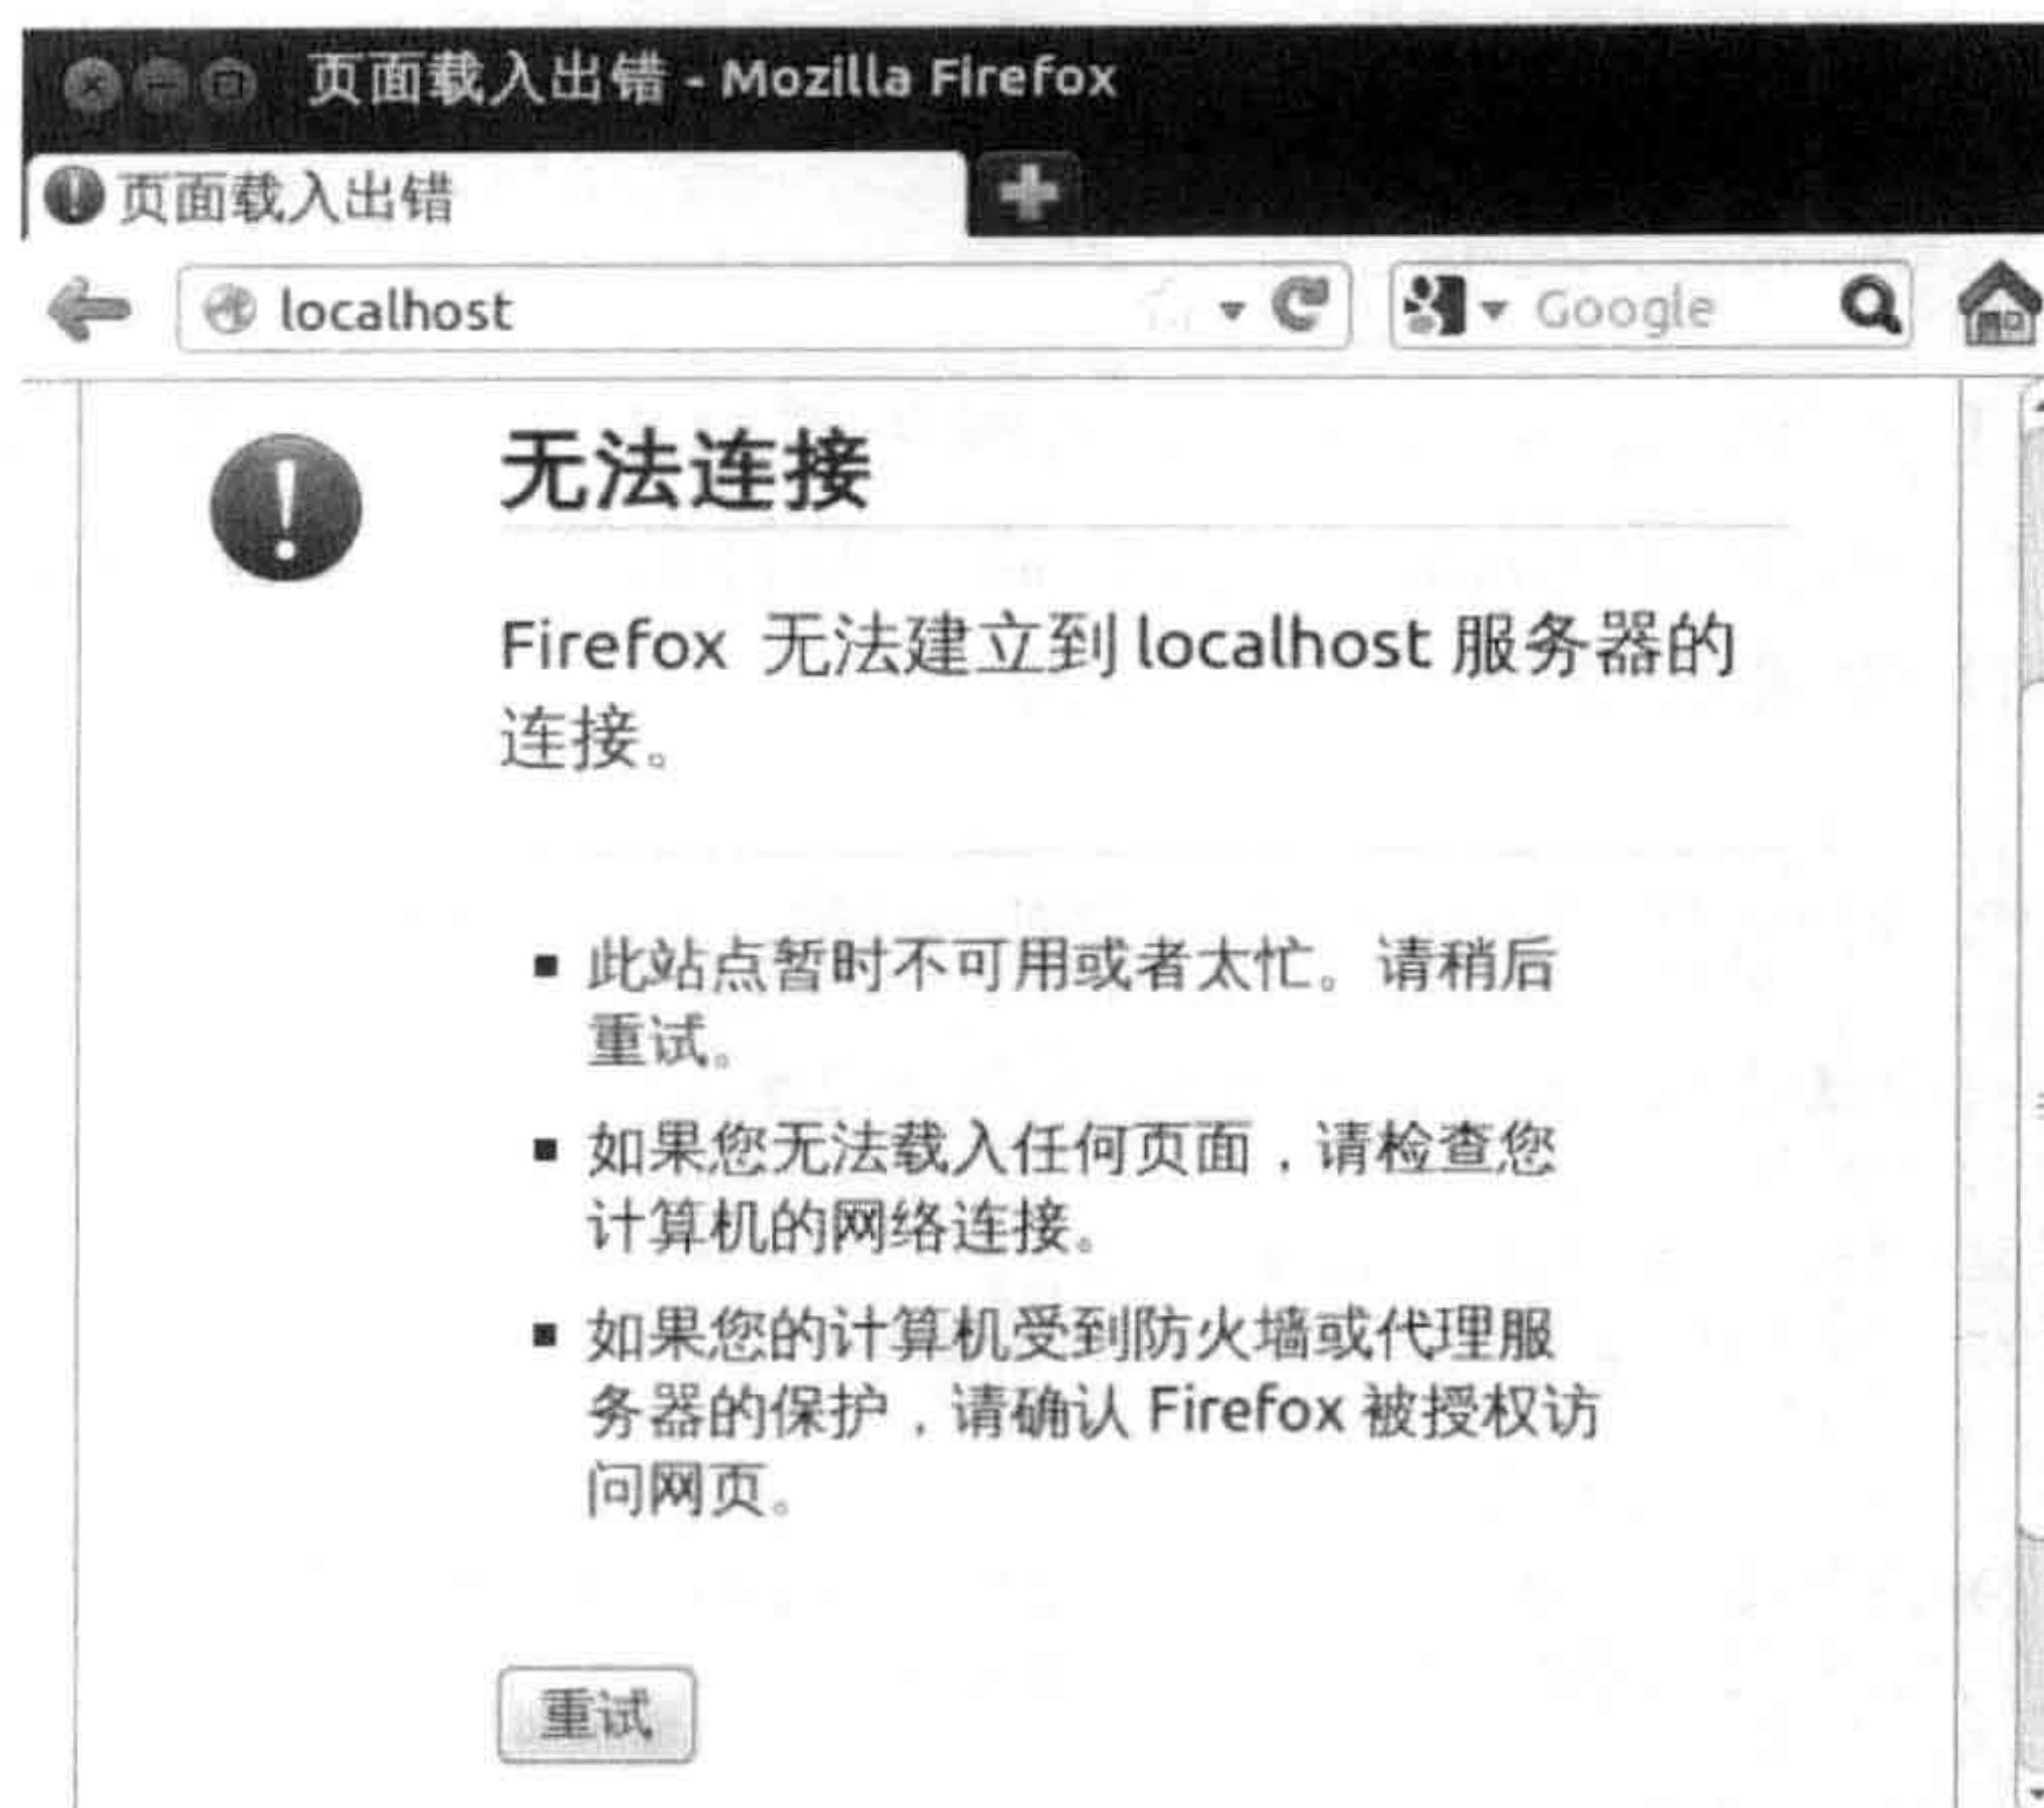 页面载入出错 - Mozilla Firefox
页面载入出错
localhost
Google
无法连接
Firefox 无法建立到 localhost 服务器的
连接。
此站点暂时不可用或者太忙。请稍后
重试。
如果您无法载入任何页面，请检查您
计算机的网络连接。
如果您的计算机受到防火墙或代理服
务器的保护，请确认 Firefox 被授权访
问网页。
重试